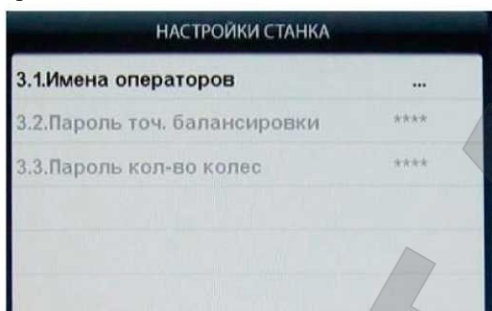 НАСТРОЙКИ СТАНКА
3.1.Имена операторов ...
3.2.Пароль точ. балансировки ****
3.3.Пароль кол-во колес ****